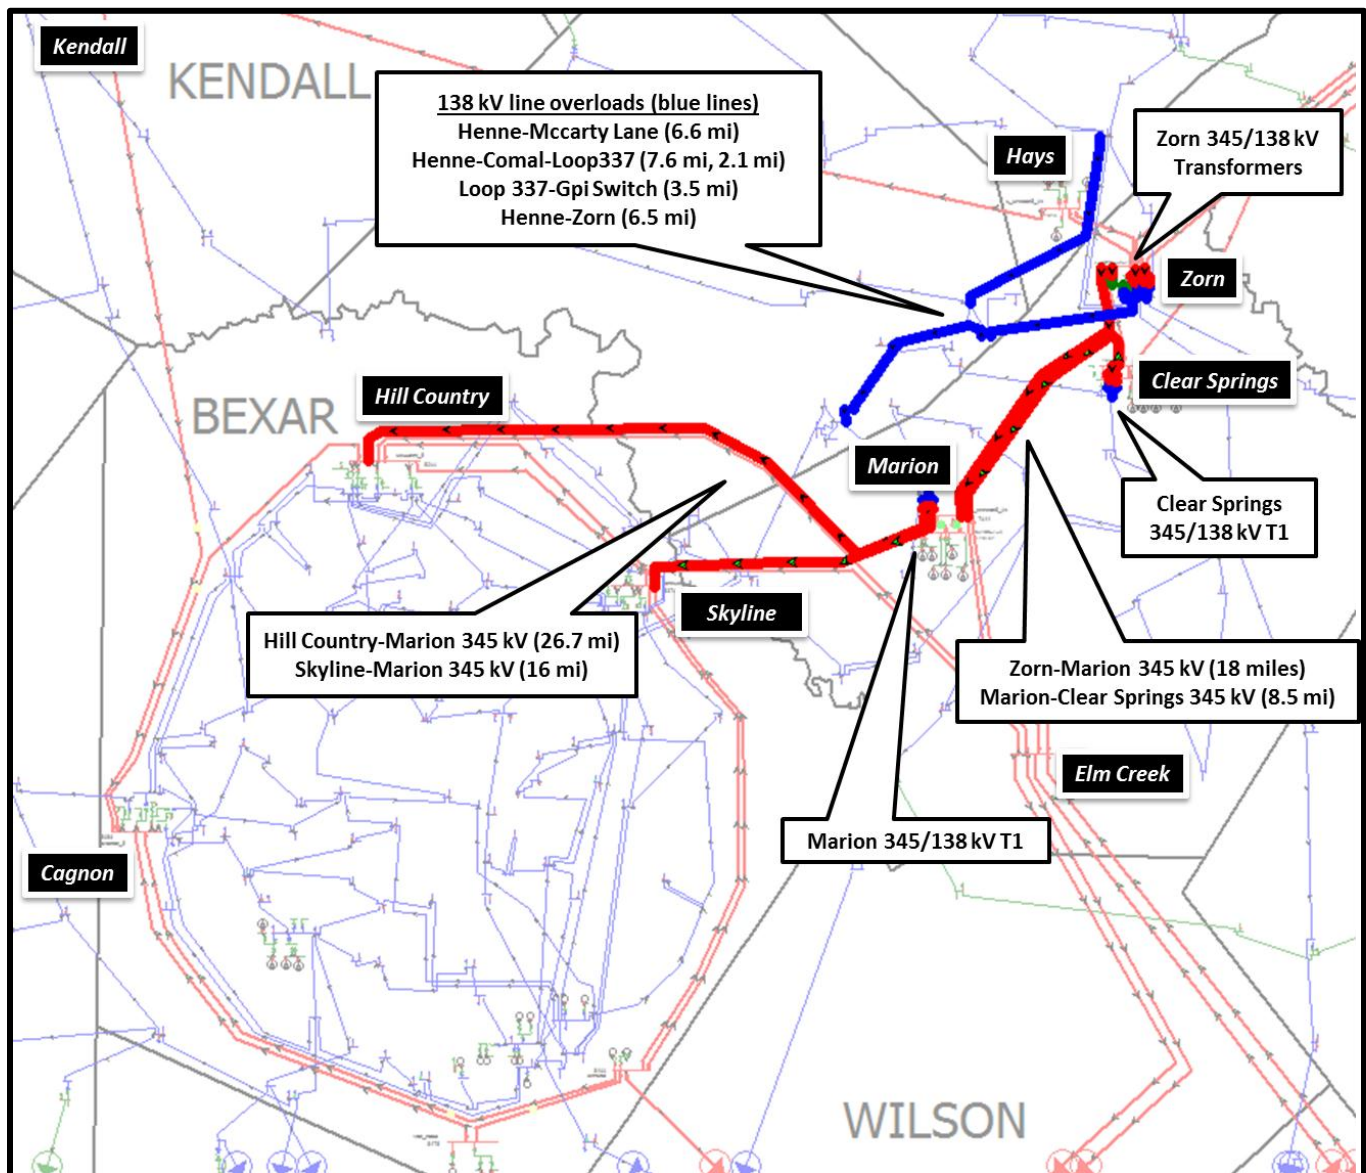 Kendall
KENDALL
138 kV line overloads (blue lines)
Henne-Mccarty Lane (6.6 mi)
Henne-Comal-Loop337 (7.6 mi, 2.1 mi)
Loop 337-Gpi Switch (3.5 mi)
Henne-Zorn (6.5 mi)
Hays
Zorn 345/138 kV
Transformers
Zorn
Clear Springs
Hill Country
BEXAR
Marion
Clear Springs
345/138 kV T1
Skyline
Hill Country-Marion 345 kV (26.7 mi)
Skyline-Marion 345 kV (16 mi)
Zorn-Marion 345 kV (18 miles)
Marion-Clear Springs 345 kV (8.5 mi)
Elm Creek
Marion 345/138 kV T1
Cagnon
WILSON